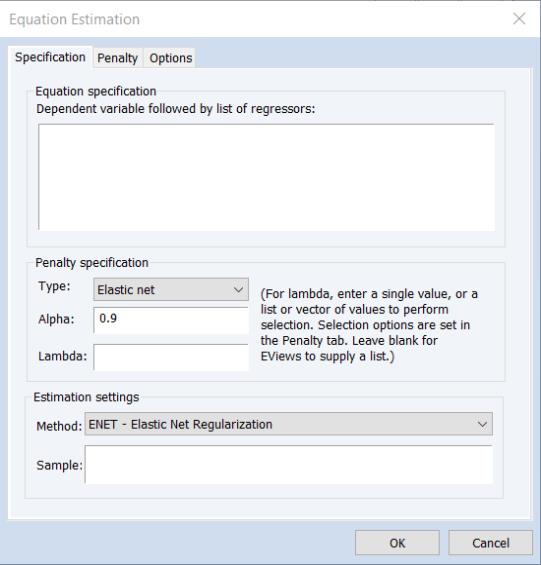 Equation Estimation
Specification Penalty Options
Equation specification
Dependent variable followed by list of regressors:
Penalty specification
Type: Elastic net
Alpha: 0.9
Lambda:
(For lambda, enter a single value, or a
list or vector of values to perform
selection. Selection options are set in
the Penalty tab. Leave blank for
EViews to supply a list.)
Estimation settings
Method: ENET - Elastic Net Regularization
Sample:
OK Cancel